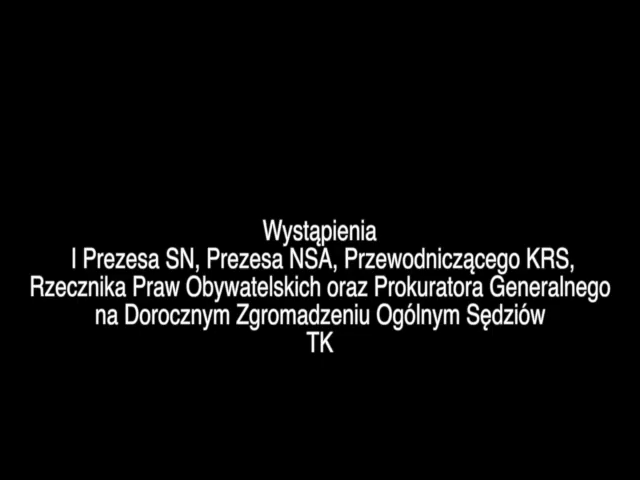 Wystąpienia
I Prezesa SN, Prezesa NSA, Przewodniczącego KRS,
Rzecznika Praw Obywatelskich oraz Prokuratora Generalnego
na Dorocznym Zgromadzeniu Ogólnym Sędziów
TK